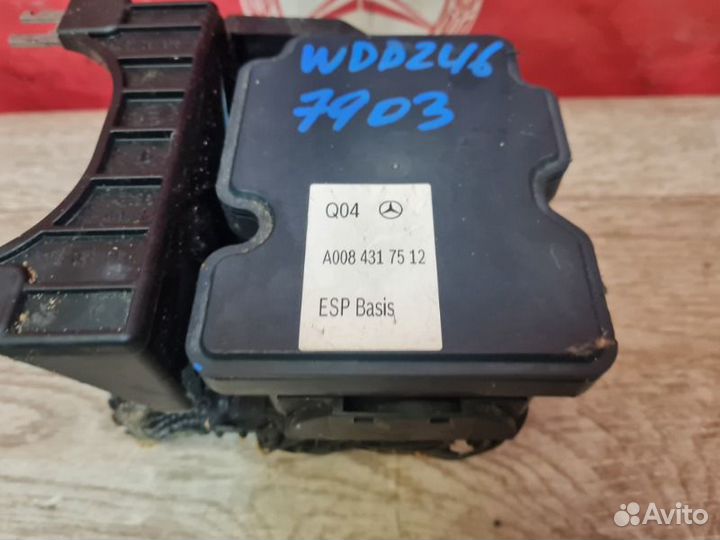 WDD246
7903
Q04
A008 431 75 12
ESP Basis
Avito